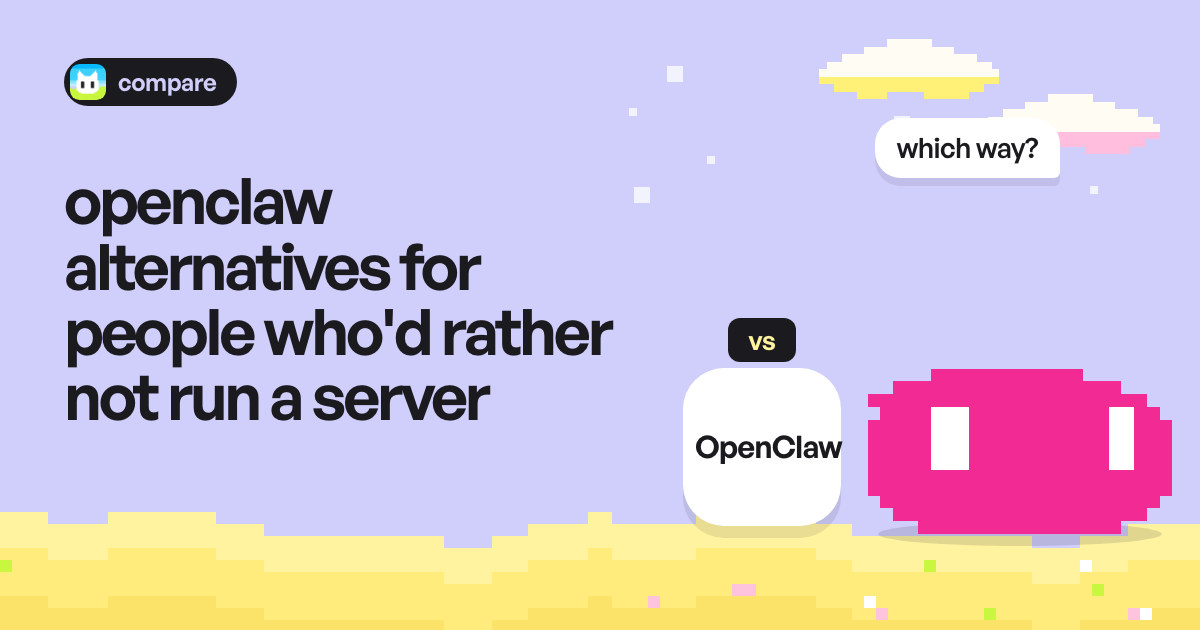 compare
which way?
openclaw
alternatives for
people who'd rather
not run a server
vs
OpenClaw